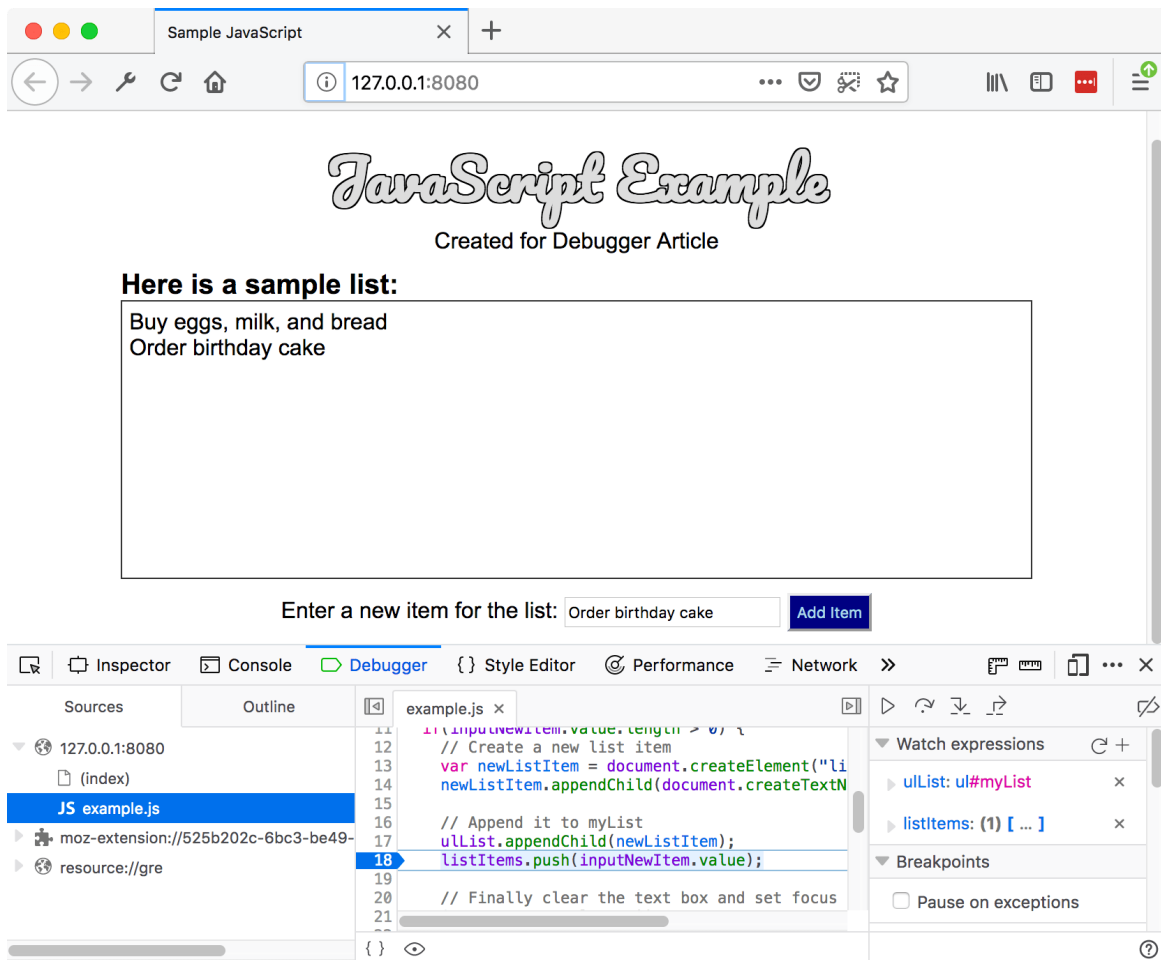 Sample JavaScript
127.0.0.1:8080
JavaScript Example
Created for Debugger Article
Here is a sample list:
Buy eggs, milk, and bread
Order birthday cake
Enter a new item for the list: Order birthday cake Add Item
Inspector Console Debugger { } Style Editor Performance Network
Sources Outline
127.0.0.1:8080
(index)
JS example.js
moz-extension://525b202c-6bc3-be49-
resource://gre
example.js
11 if(inputNewItem.value.length > 0) {
12 // Create a new list item
13 var newListItem = document.createElement("li
14 newListItem.appendChild(document.createTextN
15
16 // Append it to myList
17 ulList.appendChild(newListItem);
18 listItems.push(inputNewItem.value);
19
20 // Finally clear the text box and set focus
21
{ }
Watch expressions
ulList: ul#myList
listItems: (1) [ … ]
Breakpoints
Pause on exceptions